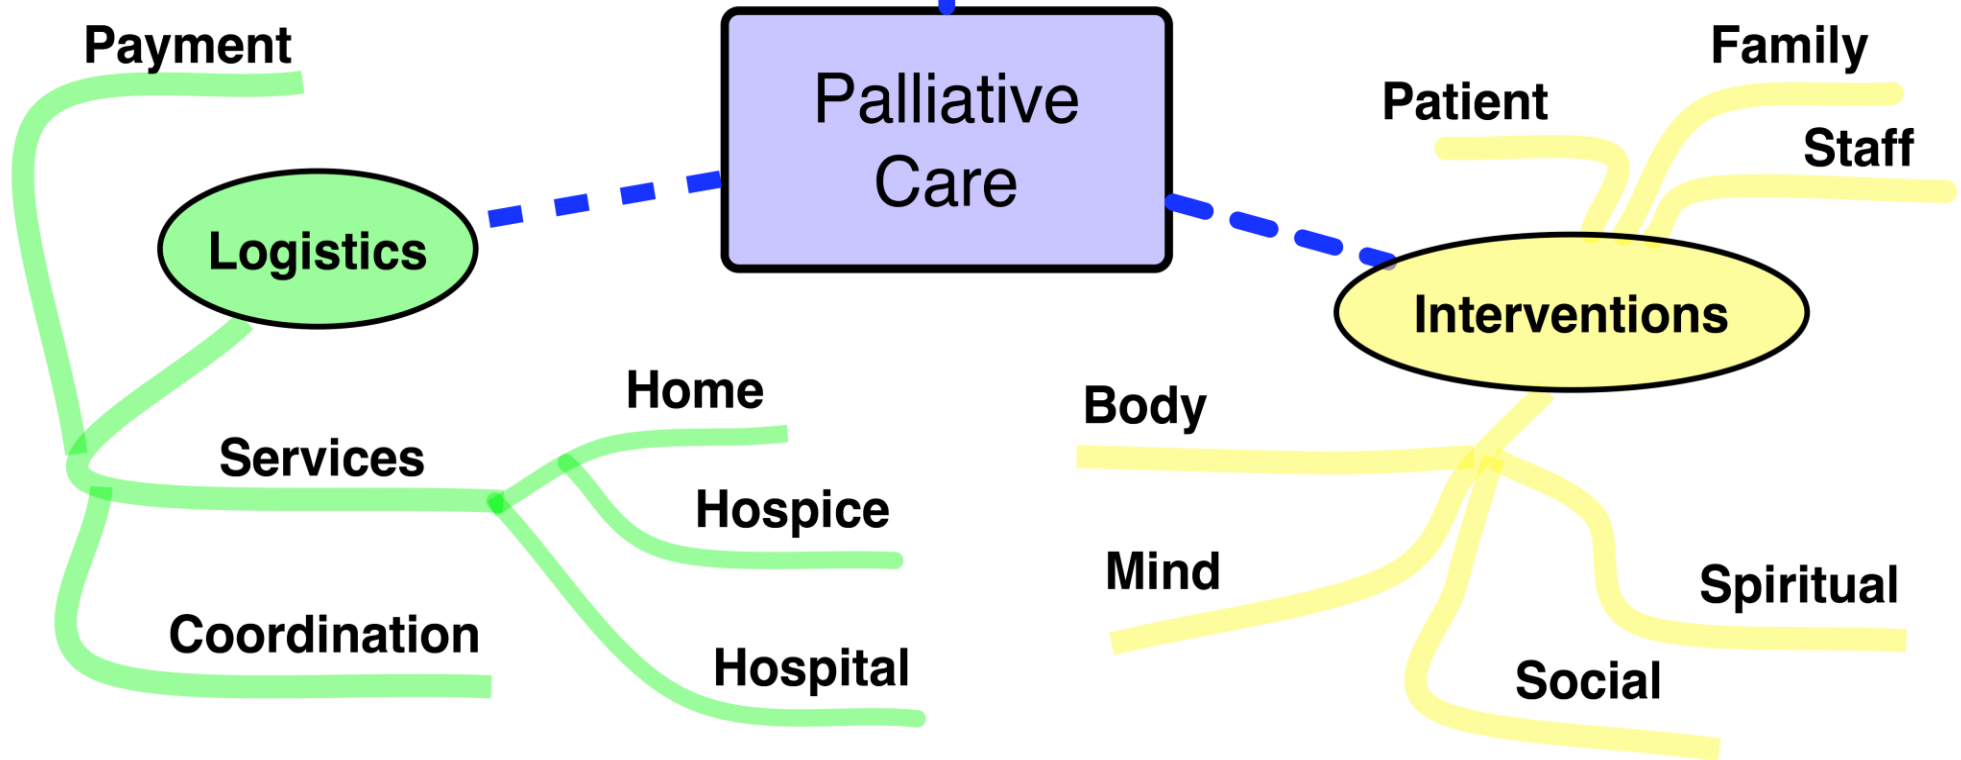 Payment
Palliative
Care
Family
Patient
Staff
Logistics
Interventions
Home
Body
Services
Hospice
Mind
Spiritual
Coordination
Hospital
Social